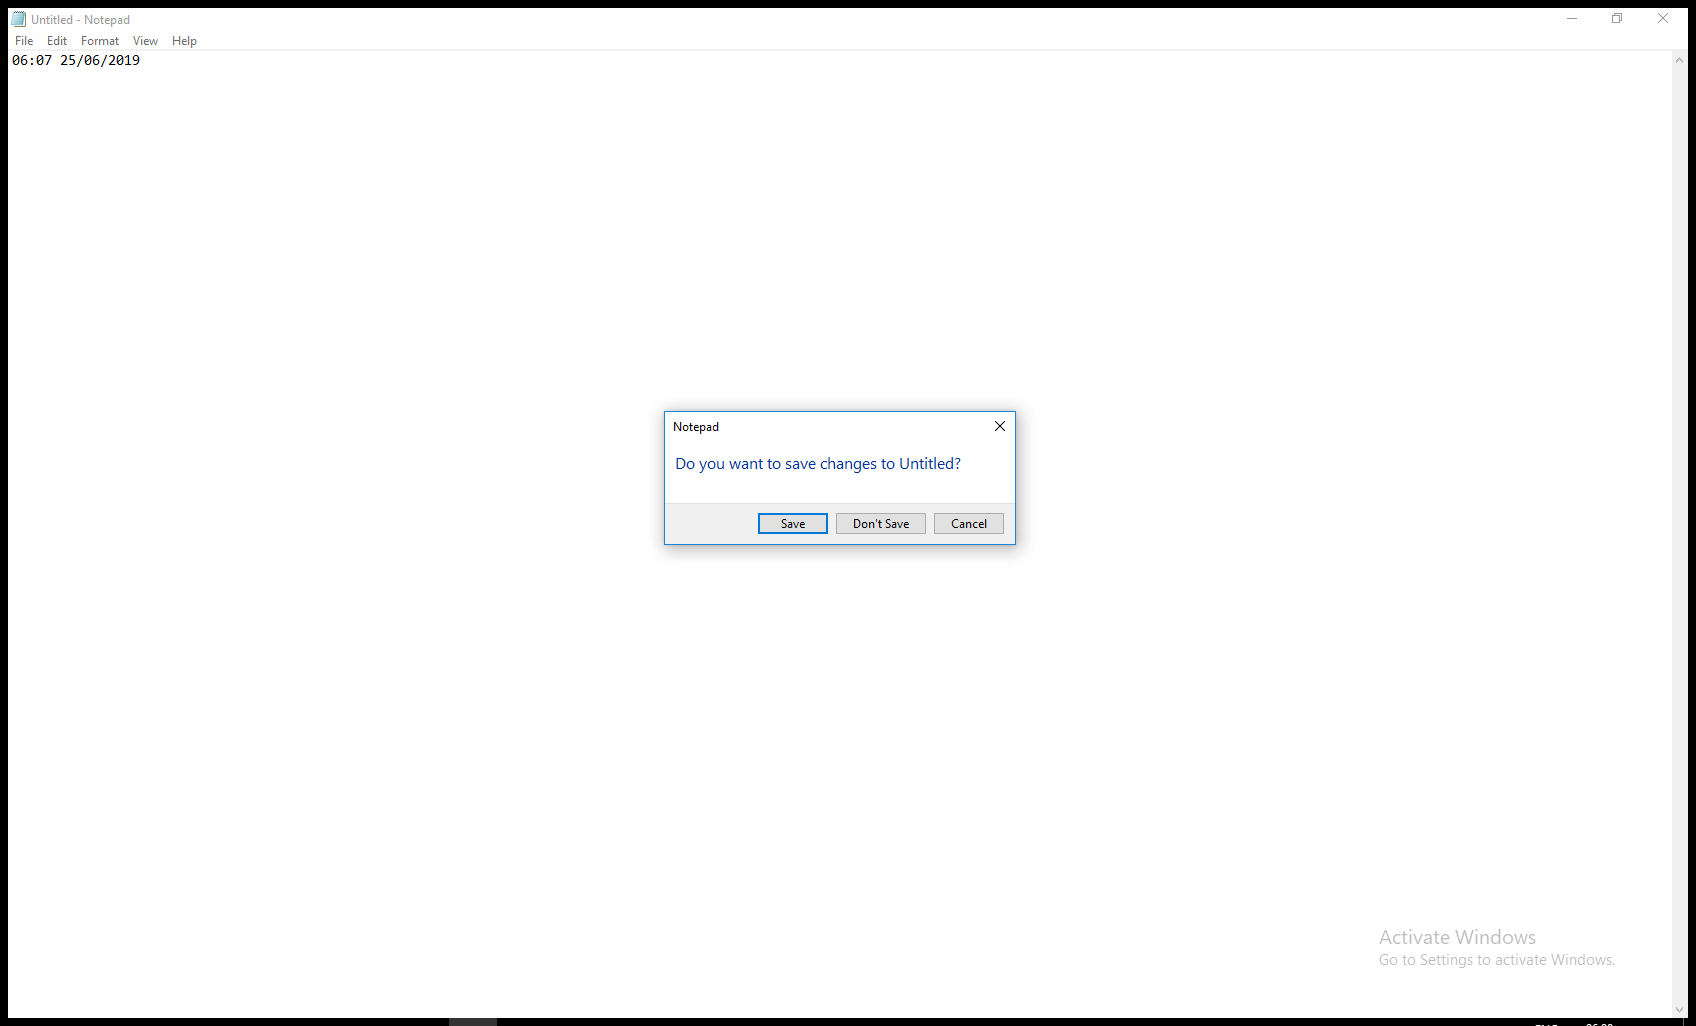 Untitled - Notepad
File Edit Format View Help
06:07 25/06/2019
Notepad
Do you want to save changes to Untitled?
Save Don't Save Cancel
Activate Windows
Go to Settings to activate Windows.